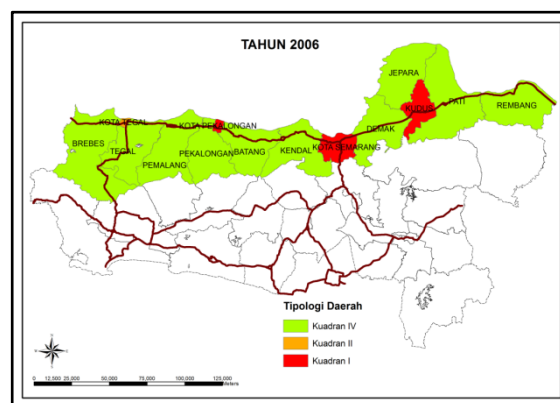 TAHUN 2006
JEPARA
KUDUS
PATI
REMBANG
KOTA TEGAL
KOTA PEKALONGAN
DEMAK
BREBES
TEGAL
PEKALONGAN
BATANG
KENDAL
KOTA SEMARANG
PEMALANG
Tipologi Daerah
Kuadran IV
Kuadran II
Kuadran I
0 12,500 25,000 50,000 75,000 100,000 125,000
Meters